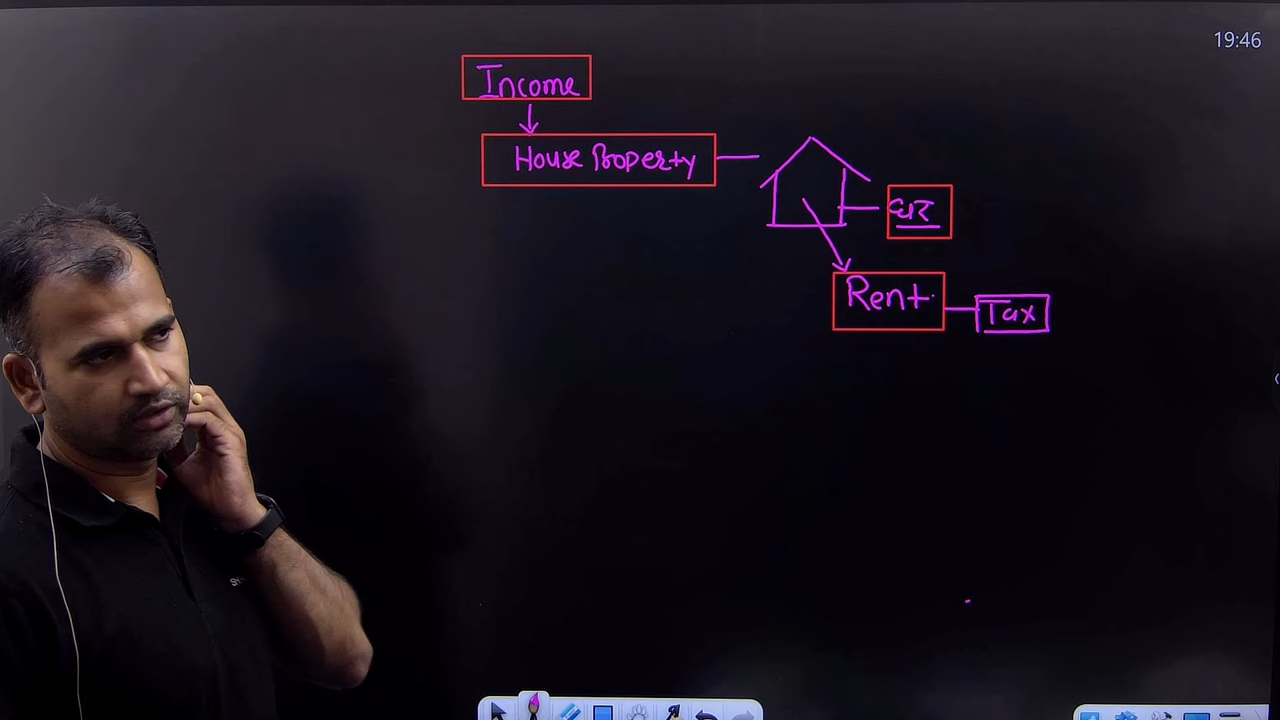 19:46
Income
House Property
घर
Rent
Tax